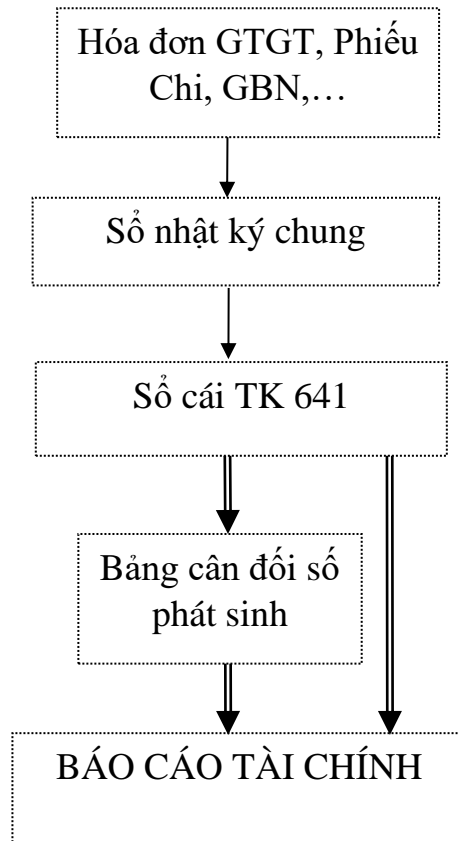 Hóa đơn GTGT, Phiếu
Chi, GBN,…
Sổ nhật ký chung
Sổ cái TK 641
Bảng cân đối số
phát sinh
BÁO CÁO TÀI CHÍNH